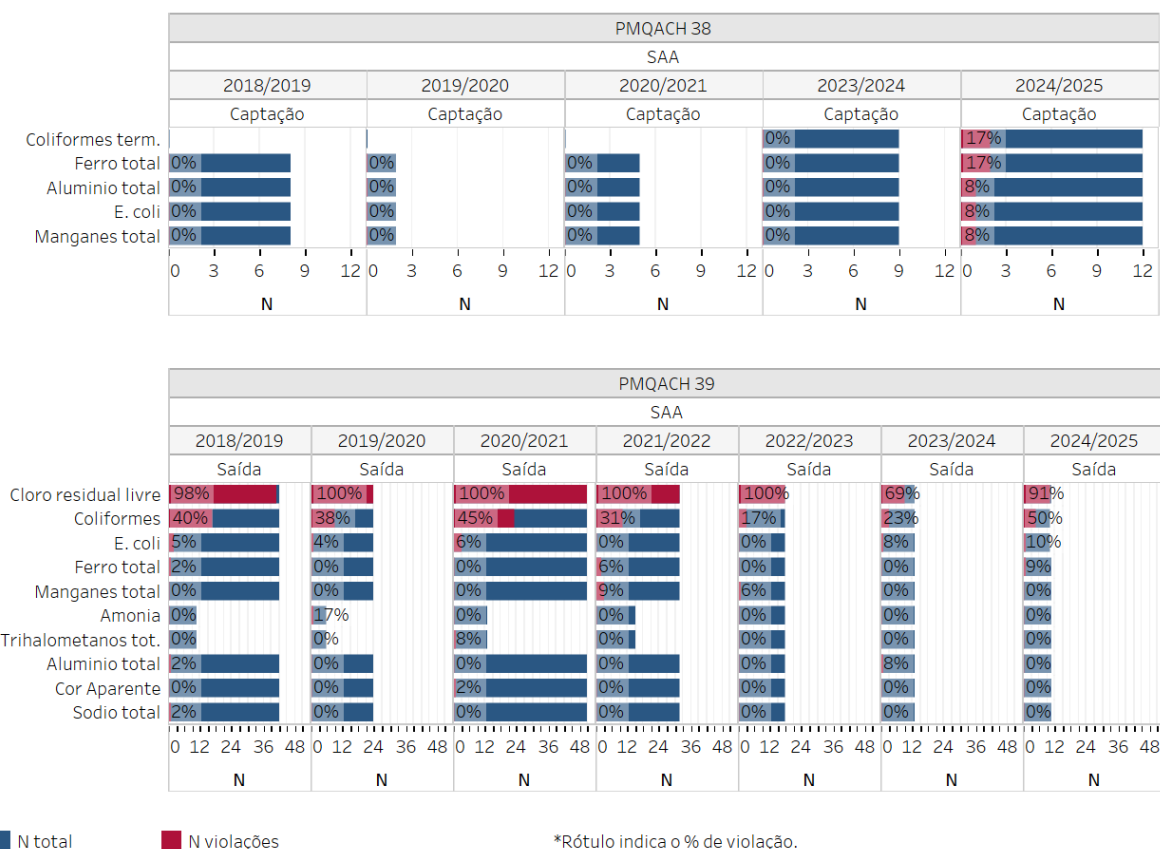 PMQACH 38
SAA
2018/2019 2019/2020 2020/2021 2023/2024 2024/2025
Captação Captação Captação Captação Captação
Coliformes term. 0% 17%
Ferro total 0% 0% 0% 0% 17%
Aluminio total 0% 0% 0% 0% 8%
E. coli 0% 0% 0% 0% 8%
Manganes total 0% 0% 0% 0% 8%
0 3 6 9 12 0 3 6 9 12 0 3 6 9 12 0 3 6 9 12 0 3 6 9 12
N N N N N
PMQACH 39
SAA
2018/2019 2019/2020 2020/2021 2021/2022 2022/2023 2023/2024 2024/2025
Saída Saída Saída Saída Saída Saída Saída
Cloro residual livre 98% 100% 100% 100% 100% 69% 91%
Coliformes 40% 38% 45% 31% 17% 23% 50%
E. coli 5% 4% 6% 0% 0% 8% 10%
Ferro total 2% 0% 0% 6% 0% 0% 9%
Manganes total 0% 0% 0% 9% 6% 0% 0%
Amonia 0% 17% 0% 0% 0% 0% 0%
Trihalometanos tot. 0% 0% 8% 0% 0% 0% 0%
Aluminio total 2% 0% 0% 0% 0% 8% 0%
Cor Aparente 0% 0% 2% 0% 0% 0% 0%
Sodio total 2% 0% 0% 0% 0% 0% 0%
0 12 24 36 48 0 12 24 36 48 0 12 24 36 48 0 12 24 36 48 0 12 24 36 48 0 12 24 36 48 0 12 24 36 48
N N N N N N N
N total N violações *Rótulo indica o % de violação.